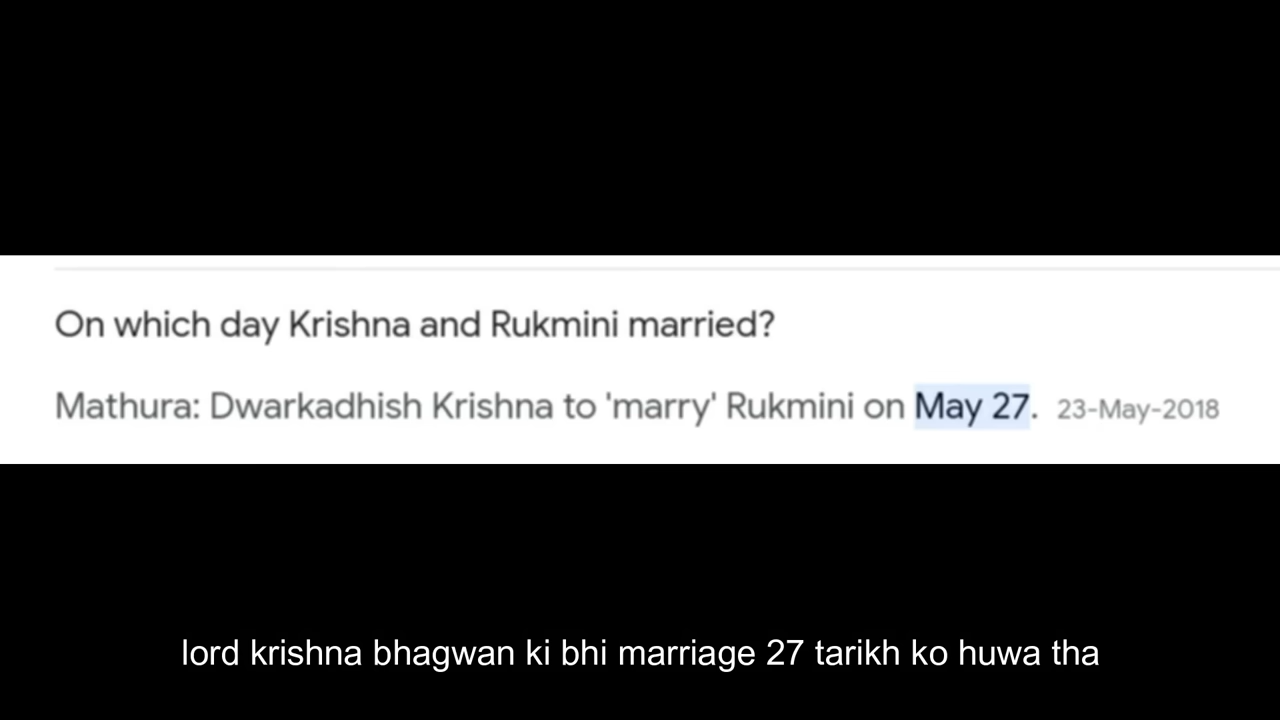 On which day Krishna and Rukmini married?
Mathura: Dwarkadhish Krishna to 'marry' Rukmini on May 27. 23-May-2018
lord krishna bhagwan ki bhi marriage 27 tarikh ko huwa tha